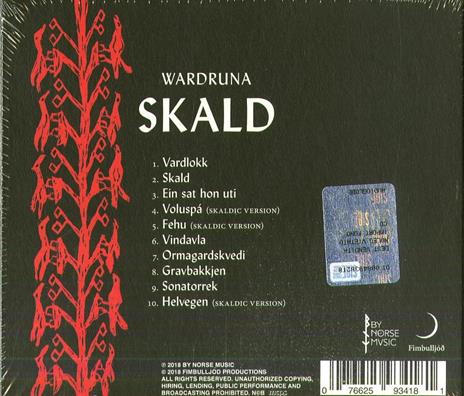 WARDRUNA
SKALD
1. Vardlokk
2. Skald
3. Ein sat hon uti
4. Voluspá (SKALDIC VERSION)
5. Fehu (SKALDIC VERSION)
6. Vindavla
7. Ormagardskvedi
8. Gravbakkjen
9. Sonatorrek
10. Helvegen (SKALDIC VERSION)
BY
NORSE
MVSIC
Fimbulljóð
℗ 2018 BY NORSE MUSIC
© 2018 FIMBULLJÓÐ PRODUCTIONS
ALL RIGHTS RESERVED. UNAUTHORIZED COPYING,
HIRING, LENDING, PUBLIC PERFORMANCE AND
BROADCASTING PROHIBITED. NØB
0 76625 93418 1